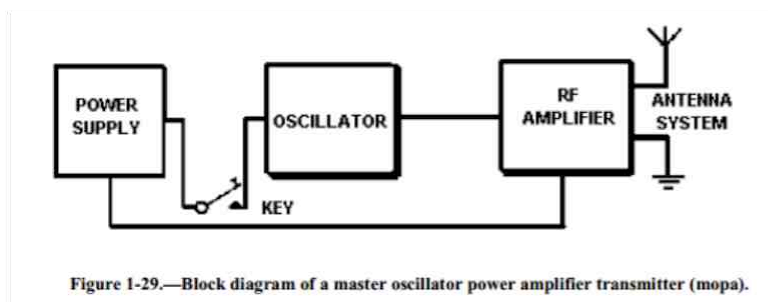 POWER
SUPPLY
OSCILLATOR
KEY
RF
AMPLIFIER
ANTENNA
SYSTEM
Figure 1-29.—Block diagram of a master oscillator power amplifier transmitter (mopa).